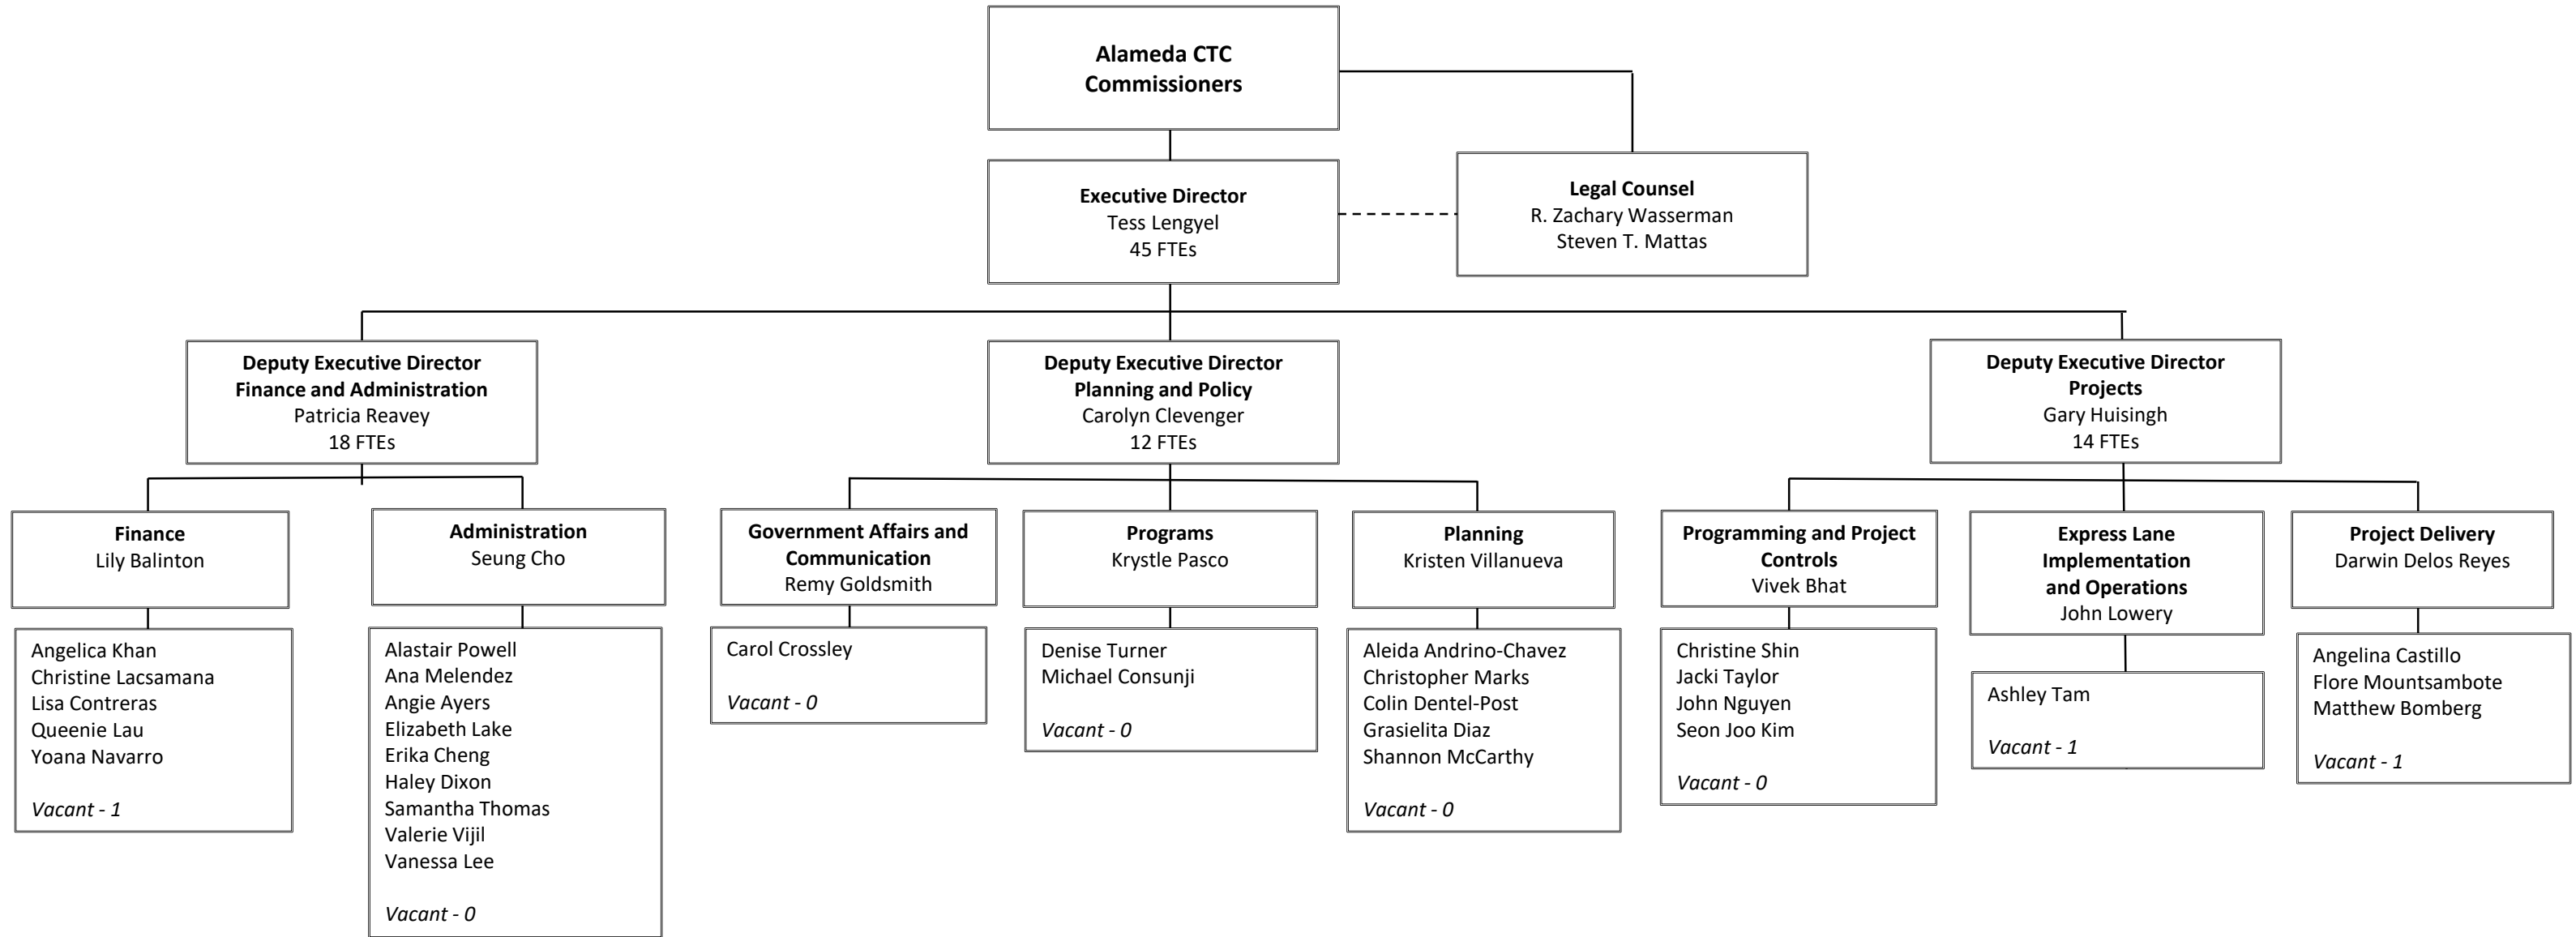 Alameda CTC
Commissioners
Executive Director
Tess Lengyel
45 FTEs
Legal Counsel
R. Zachary Wasserman
Steven T. Mattas
Deputy Executive Director
Finance and Administration
Patricia Reavey
18 FTEs
Deputy Executive Director
Planning and Policy
Carolyn Clevenger
12 FTEs
Deputy Executive Director
Projects
Gary Huisingh
14 FTEs
Finance
Lily Balinton
Administration
Seung Cho
Government Affairs and
Communication
Remy Goldsmith
Programs
Krystle Pasco
Planning
Kristen Villanueva
Programming and Project
Controls
Vivek Bhat
Express Lane
Implementation
and Operations
John Lowery
Project Delivery
Darwin Delos Reyes
Angelica Khan
Christine Lacsamana
Lisa Contreras
Queenie Lau
Yoana Navarro
Vacant - 1
Alastair Powell
Ana Melendez
Angie Ayers
Elizabeth Lake
Erika Cheng
Haley Dixon
Samantha Thomas
Valerie Vijil
Vanessa Lee
Vacant - 0
Carol Crossley
Vacant - 0
Denise Turner
Michael Consunji
Vacant - 0
Aleida Andrino-Chavez
Christopher Marks
Colin Dentel-Post
Grasielita Diaz
Shannon McCarthy
Vacant - 0
Christine Shin
Jacki Taylor
John Nguyen
Seon Joo Kim
Vacant - 0
Ashley Tam
Vacant - 1
Angelina Castillo
Flore Mountsambote
Matthew Bomberg
Vacant - 1